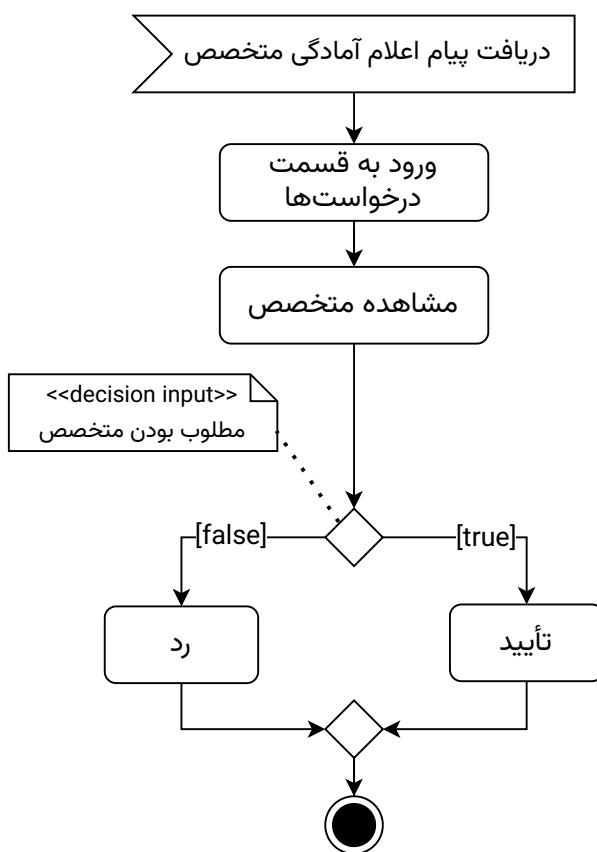 دریافت پیام اعلام آمادگی متخصص
ورود به قسمت
درخواست‌ها
مشاهده متخصص
<<decision input>>
مطلوب بودن متخصص
[false]
[true]
رد
تأیید